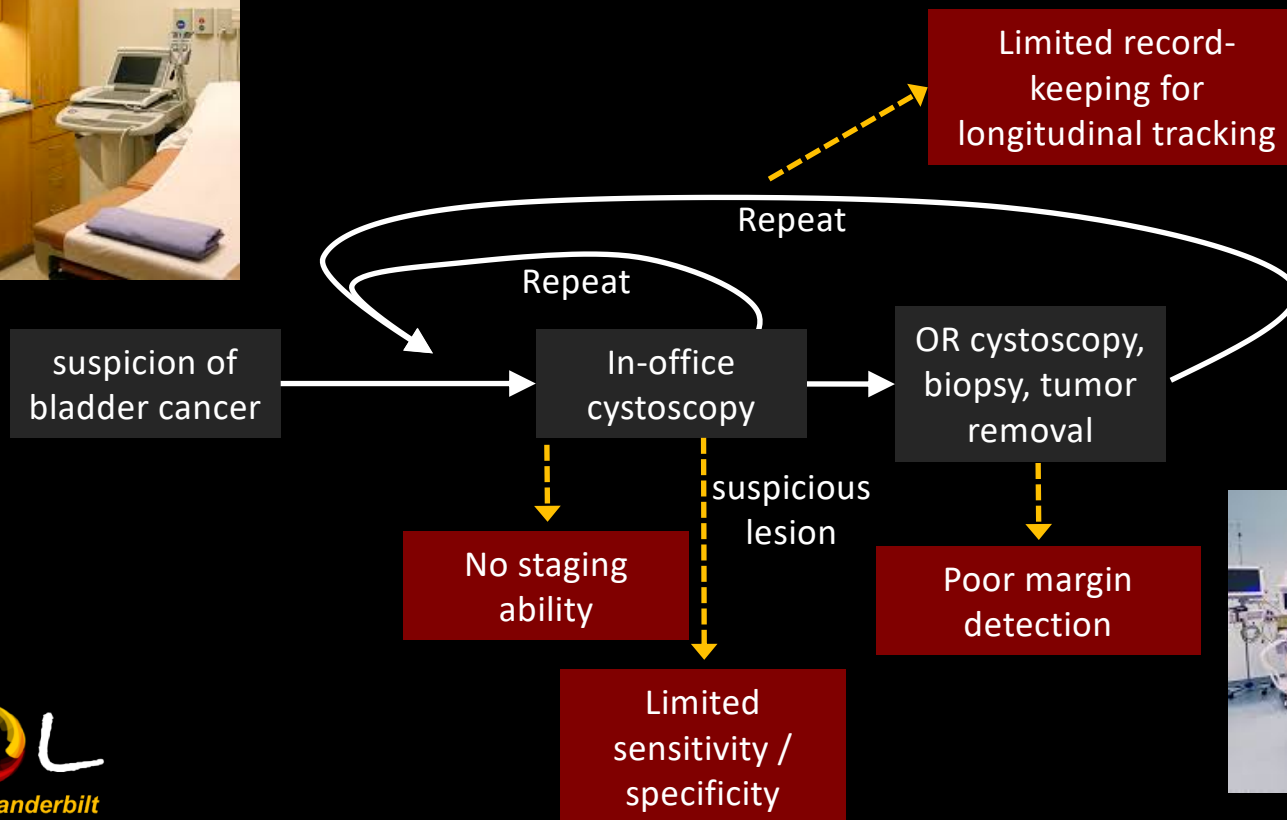 Limited record-
keeping for
longitudinal tracking
Repeat
Repeat
suspicion of
bladder cancer
In-office
cystoscopy
OR cystoscopy,
biopsy, tumor
removal
suspicious
lesion
No staging
ability
Poor margin
detection
Limited
sensitivity /
specificity
L
anderbilt